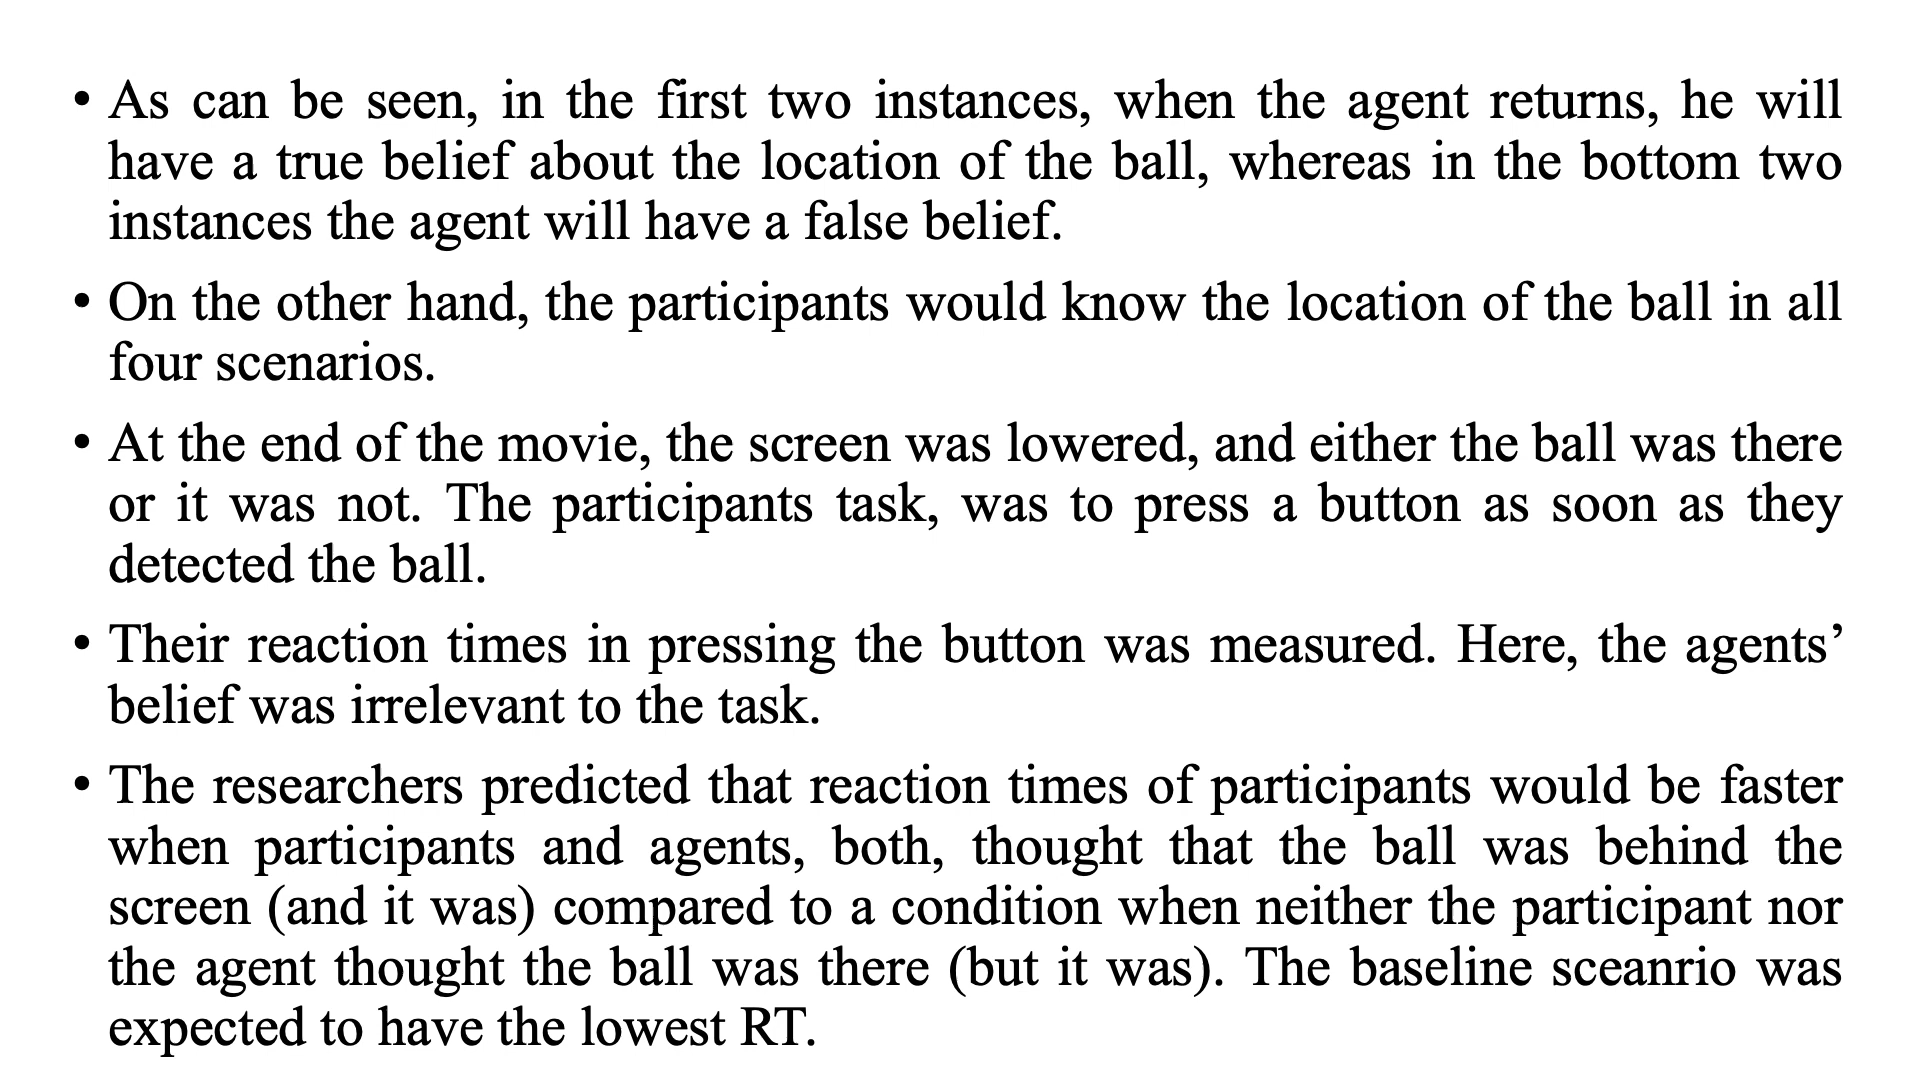 • As can be seen, in the first two instances, when the agent returns, he will
have a true belief about the location of the ball, whereas in the bottom two
instances the agent will have a false belief.
• On the other hand, the participants would know the location of the ball in all
four scenarios.
• At the end of the movie, the screen was lowered, and either the ball was there
or it was not. The participants task, was to press a button as soon as they
detected the ball.
• Their reaction times in pressing the button was measured. Here, the agents’
belief was irrelevant to the task.
• The researchers predicted that reaction times of participants would be faster
when participants and agents, both, thought that the ball was behind the
screen (and it was) compared to a condition when neither the participant nor
the agent thought the ball was there (but it was). The baseline sceanrio was
expected to have the lowest RT.